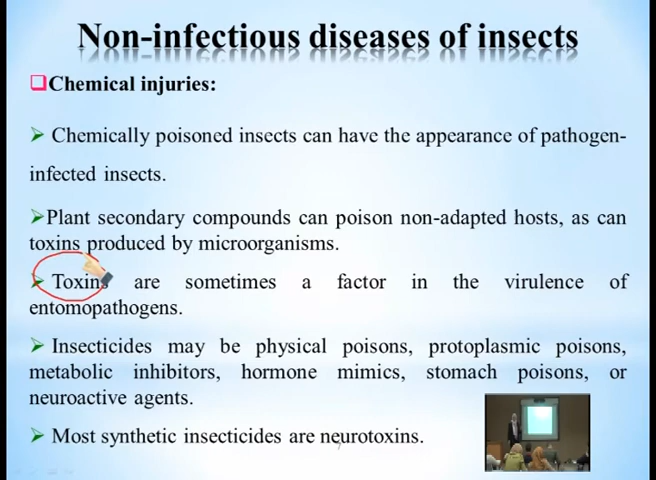 Non-infectious diseases of insects
Chemical injuries:
Chemically poisoned insects can have the appearance of pathogen-
infected insects.
Plant secondary compounds can poison non-adapted hosts, as can
toxins produced by microorganisms.
Toxins are sometimes a factor in the virulence of
entomopathogens.
Insecticides may be physical poisons, protoplasmic poisons,
metabolic inhibitors, hormone mimics, stomach poisons, or
neuroactive agents.
Most synthetic insecticides are neurotoxins.